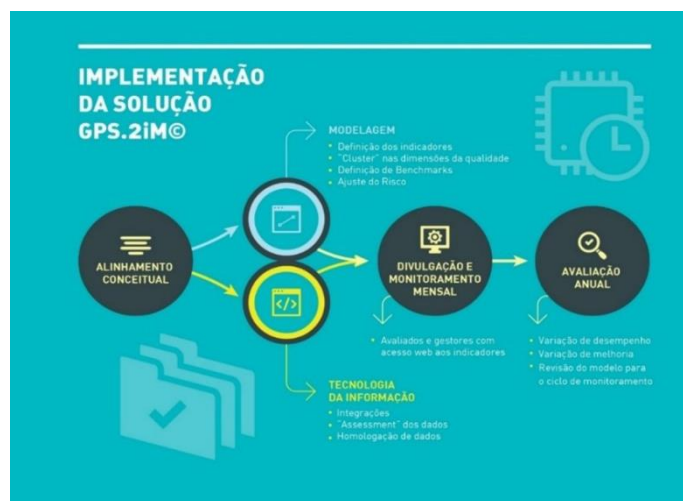 IMPLEMENTAÇÃO
DA SOLUÇÃO
GPS.2iM©
MODELAGEM
• Definição dos indicadores
• "Cluster" nas dimensões da qualidade
• Definição de Benchmarks
• Ajuste do Risco
ALINHAMENTO
CONCEITUAL
</>
DIVULGAÇÃO E
MONITORAMENTO
MENSAL
AVALIAÇÃO
ANUAL
• Avaliados e gestores com
acesso web aos indicadores
• Variação de desempenho
• Variação de melhoria
• Revisão do modelo para
o ciclo de monitoramento
TECNOLOGIA
DA INFORMAÇÃO
• Integrações
• "Assessment" dos dados
• Homologação de dados